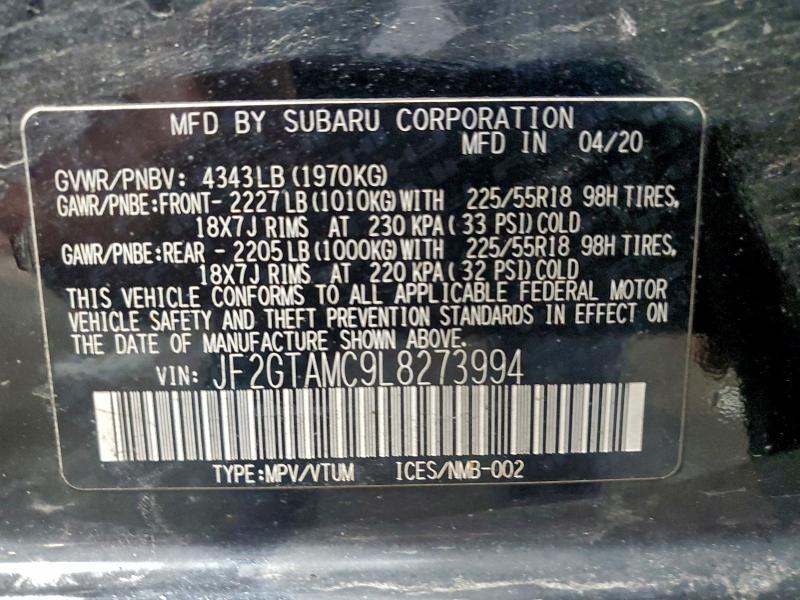 MFD BY SUBARU CORPORATION
MFD IN 04/20
GVWR/PNBV: 4343LB (1970KG)
GAWR/PNBE:FRONT- 2227LB (1010KG)WITH 225/55R18 98H TIRES,
18X7J RIMS AT 230 KPA( 33 PSI)COLD
GAWR/PNBE:REAR - 2205LB (1000KG)WITH 225/55R18 98H TIRES,
18X7J RIMS AT 220 KPA( 32 PSI)COLD
THIS VEHICLE CONFORMS TO ALL APPLICABLE FEDERAL MOTOR
VEHICLE SAFETY AND THEFT PREVENTION STANDARDS IN EFFECT ON
THE DATE OF MANUFACTURE SHOWN ABOVE.
VIN: JF2GTAMC9L8273994
TYPE:MPV/VTUM ICES/NMB-002